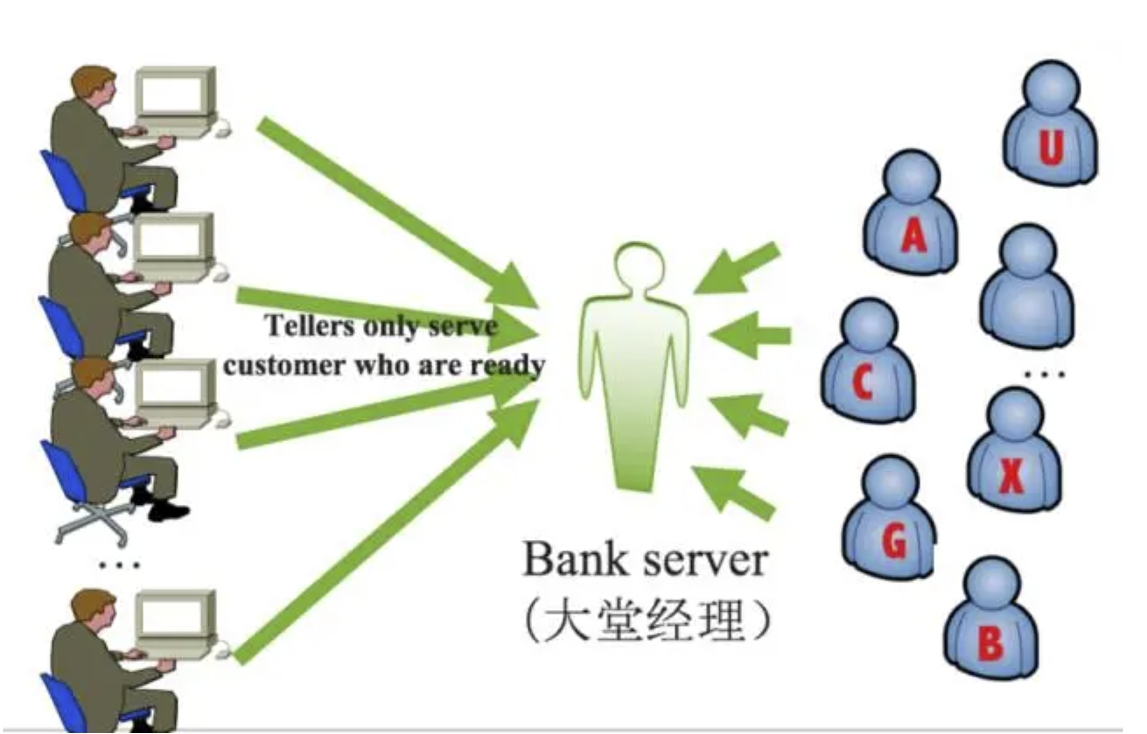 Tellers only serve
customer who are ready
Bank server
（大堂经理）
U
A
C
...
X
G
B
...